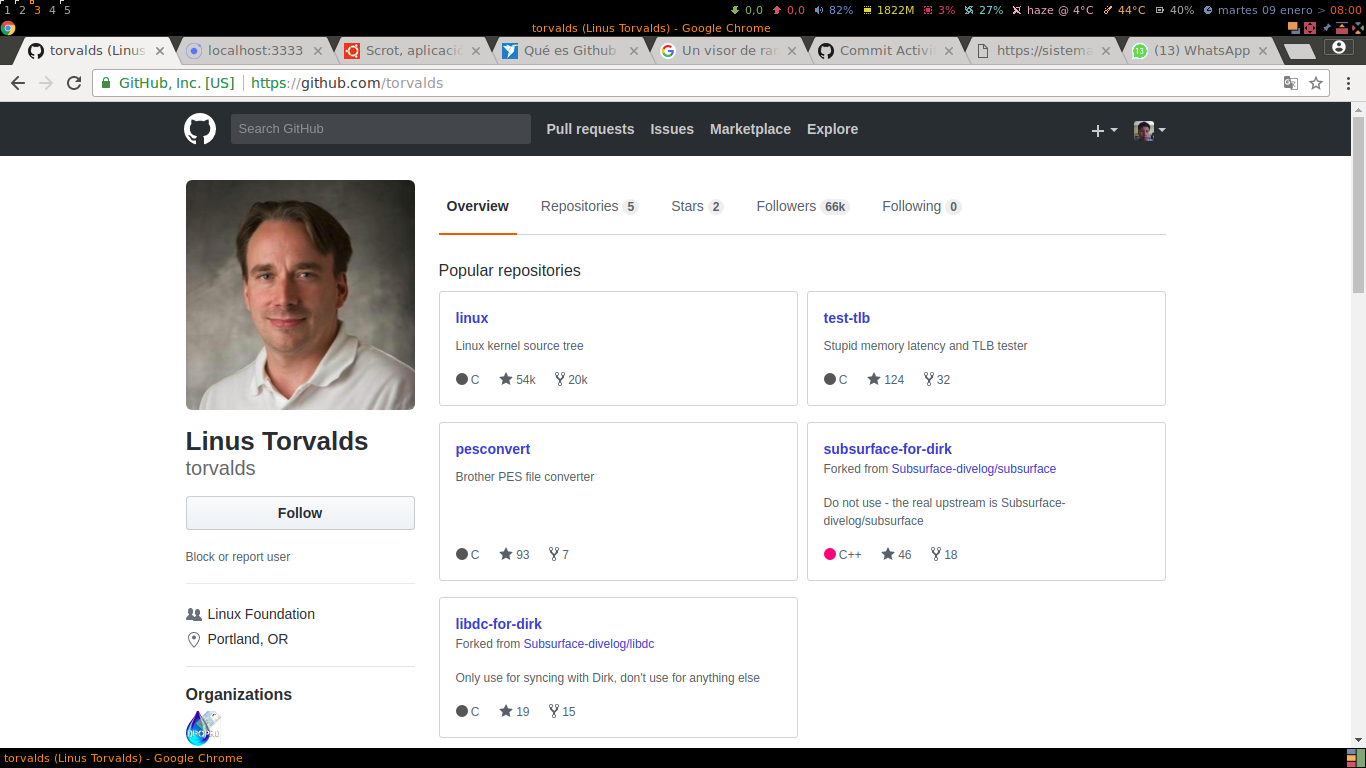 1 2 3 4 5
0,0 0,0 82% 1822M 3% 27% haze @ 4°C 44°C 40% martes 09 enero > 08:00
torvalds (Linus Torvalds) - Google Chrome
torvalds (Linus localhost:3333 Scrot, aplicació Qué es Github Un visor de ran Commit Activi https://sistema (13) WhatsApp
GitHub, Inc. [US] https://github.com/torvalds
Search GitHub Pull requests Issues Marketplace Explore
Overview Repositories 5 Stars 2 Followers 66k Following 0
Popular repositories
linux
Linux kernel source tree
C 54k 20k
test-tlb
Stupid memory latency and TLB tester
C 124 32
pesconvert
Brother PES file converter
C 93 7
subsurface-for-dirk
Forked from Subsurface-divelog/subsurface
Do not use - the real upstream is Subsurface-
divelog/subsurface
C++ 46 18
libdc-for-dirk
Forked from Subsurface-divelog/libdc
Only use for syncing with Dirk, don't use for anything else
C 19 15
Linus Torvalds
torvalds
Follow
Block or report user
Linux Foundation
Portland, OR
Organizations
torvalds (Linus Torvalds) - Google Chrome